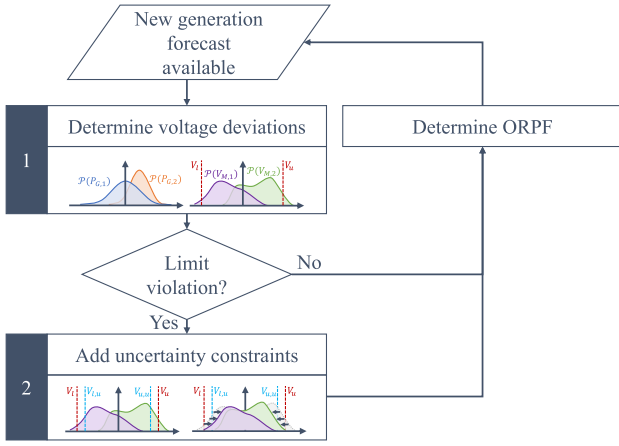 New generation
forecast
available
1
Determine voltage deviations
Determine ORPF
𝒫(P_{G,1})
𝒫(P_{G,2})
V_l
𝒫(V_{M,1})
𝒫(V_{M,2})
V_u
Limit
violation?
No
Yes
2
Add uncertainty constraints
V_l
V_{l,u}
V_{u,u}
V_u
V_l
V_{l,u}
V_{u,u}
V_u